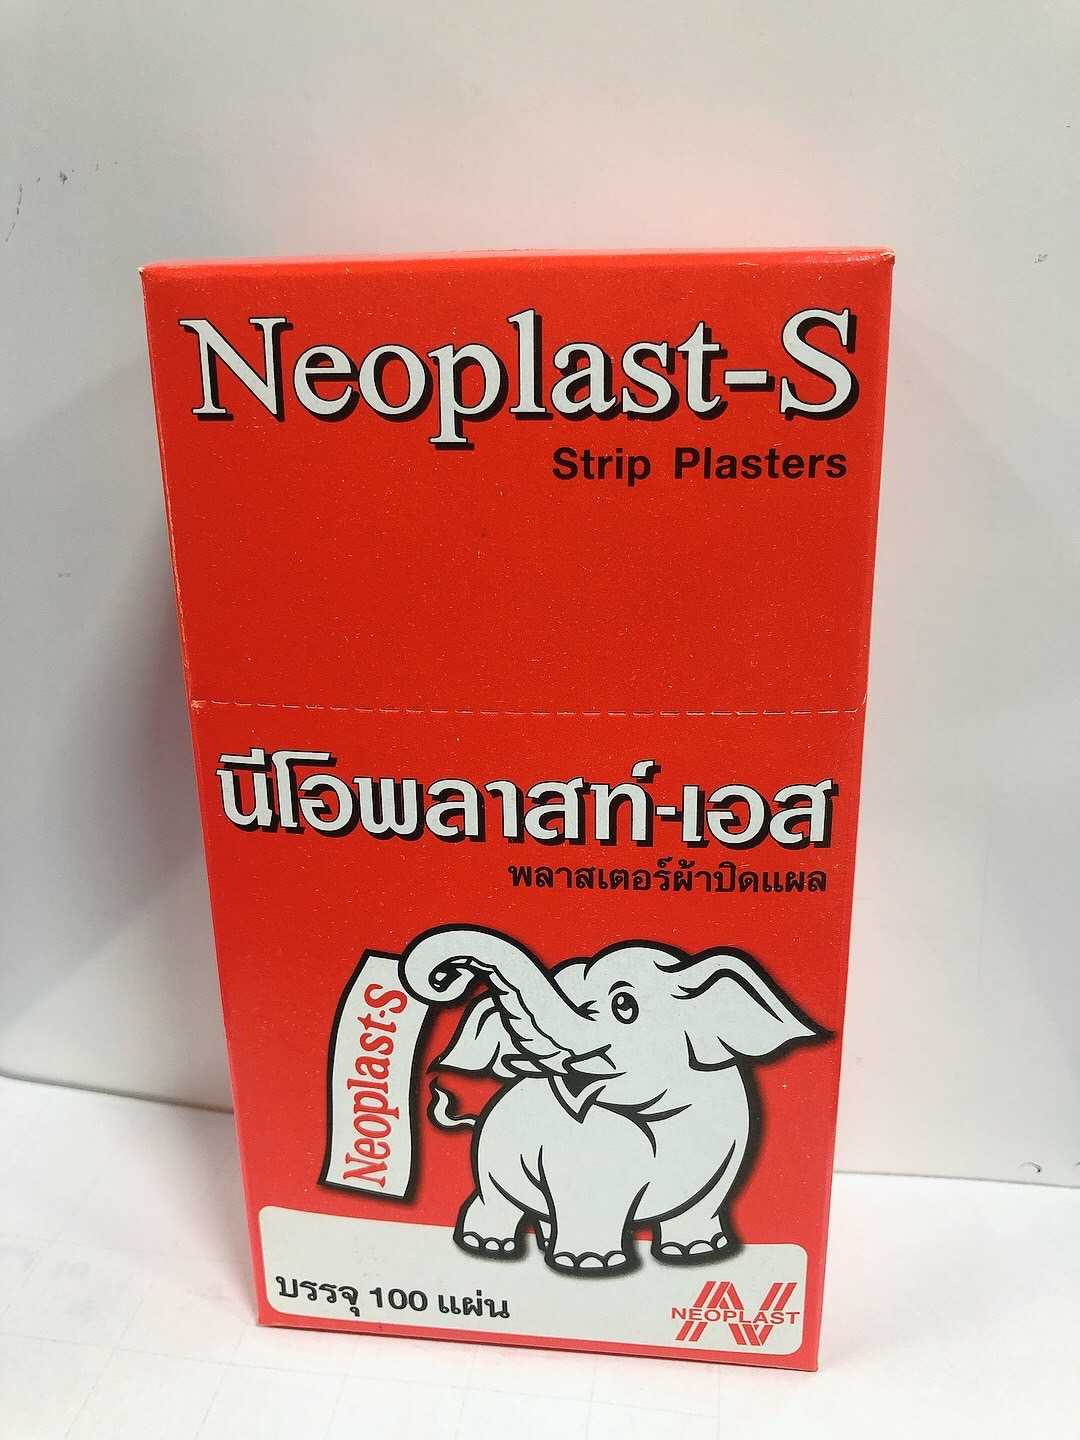 Neoplast-S
Strip Plasters
นีโอพลาสท์-เอส
พลาสเตอร์ผ้าปิดแผล
Neoplast-S
บรรจุ 100 แผ่น
NEOPLAST